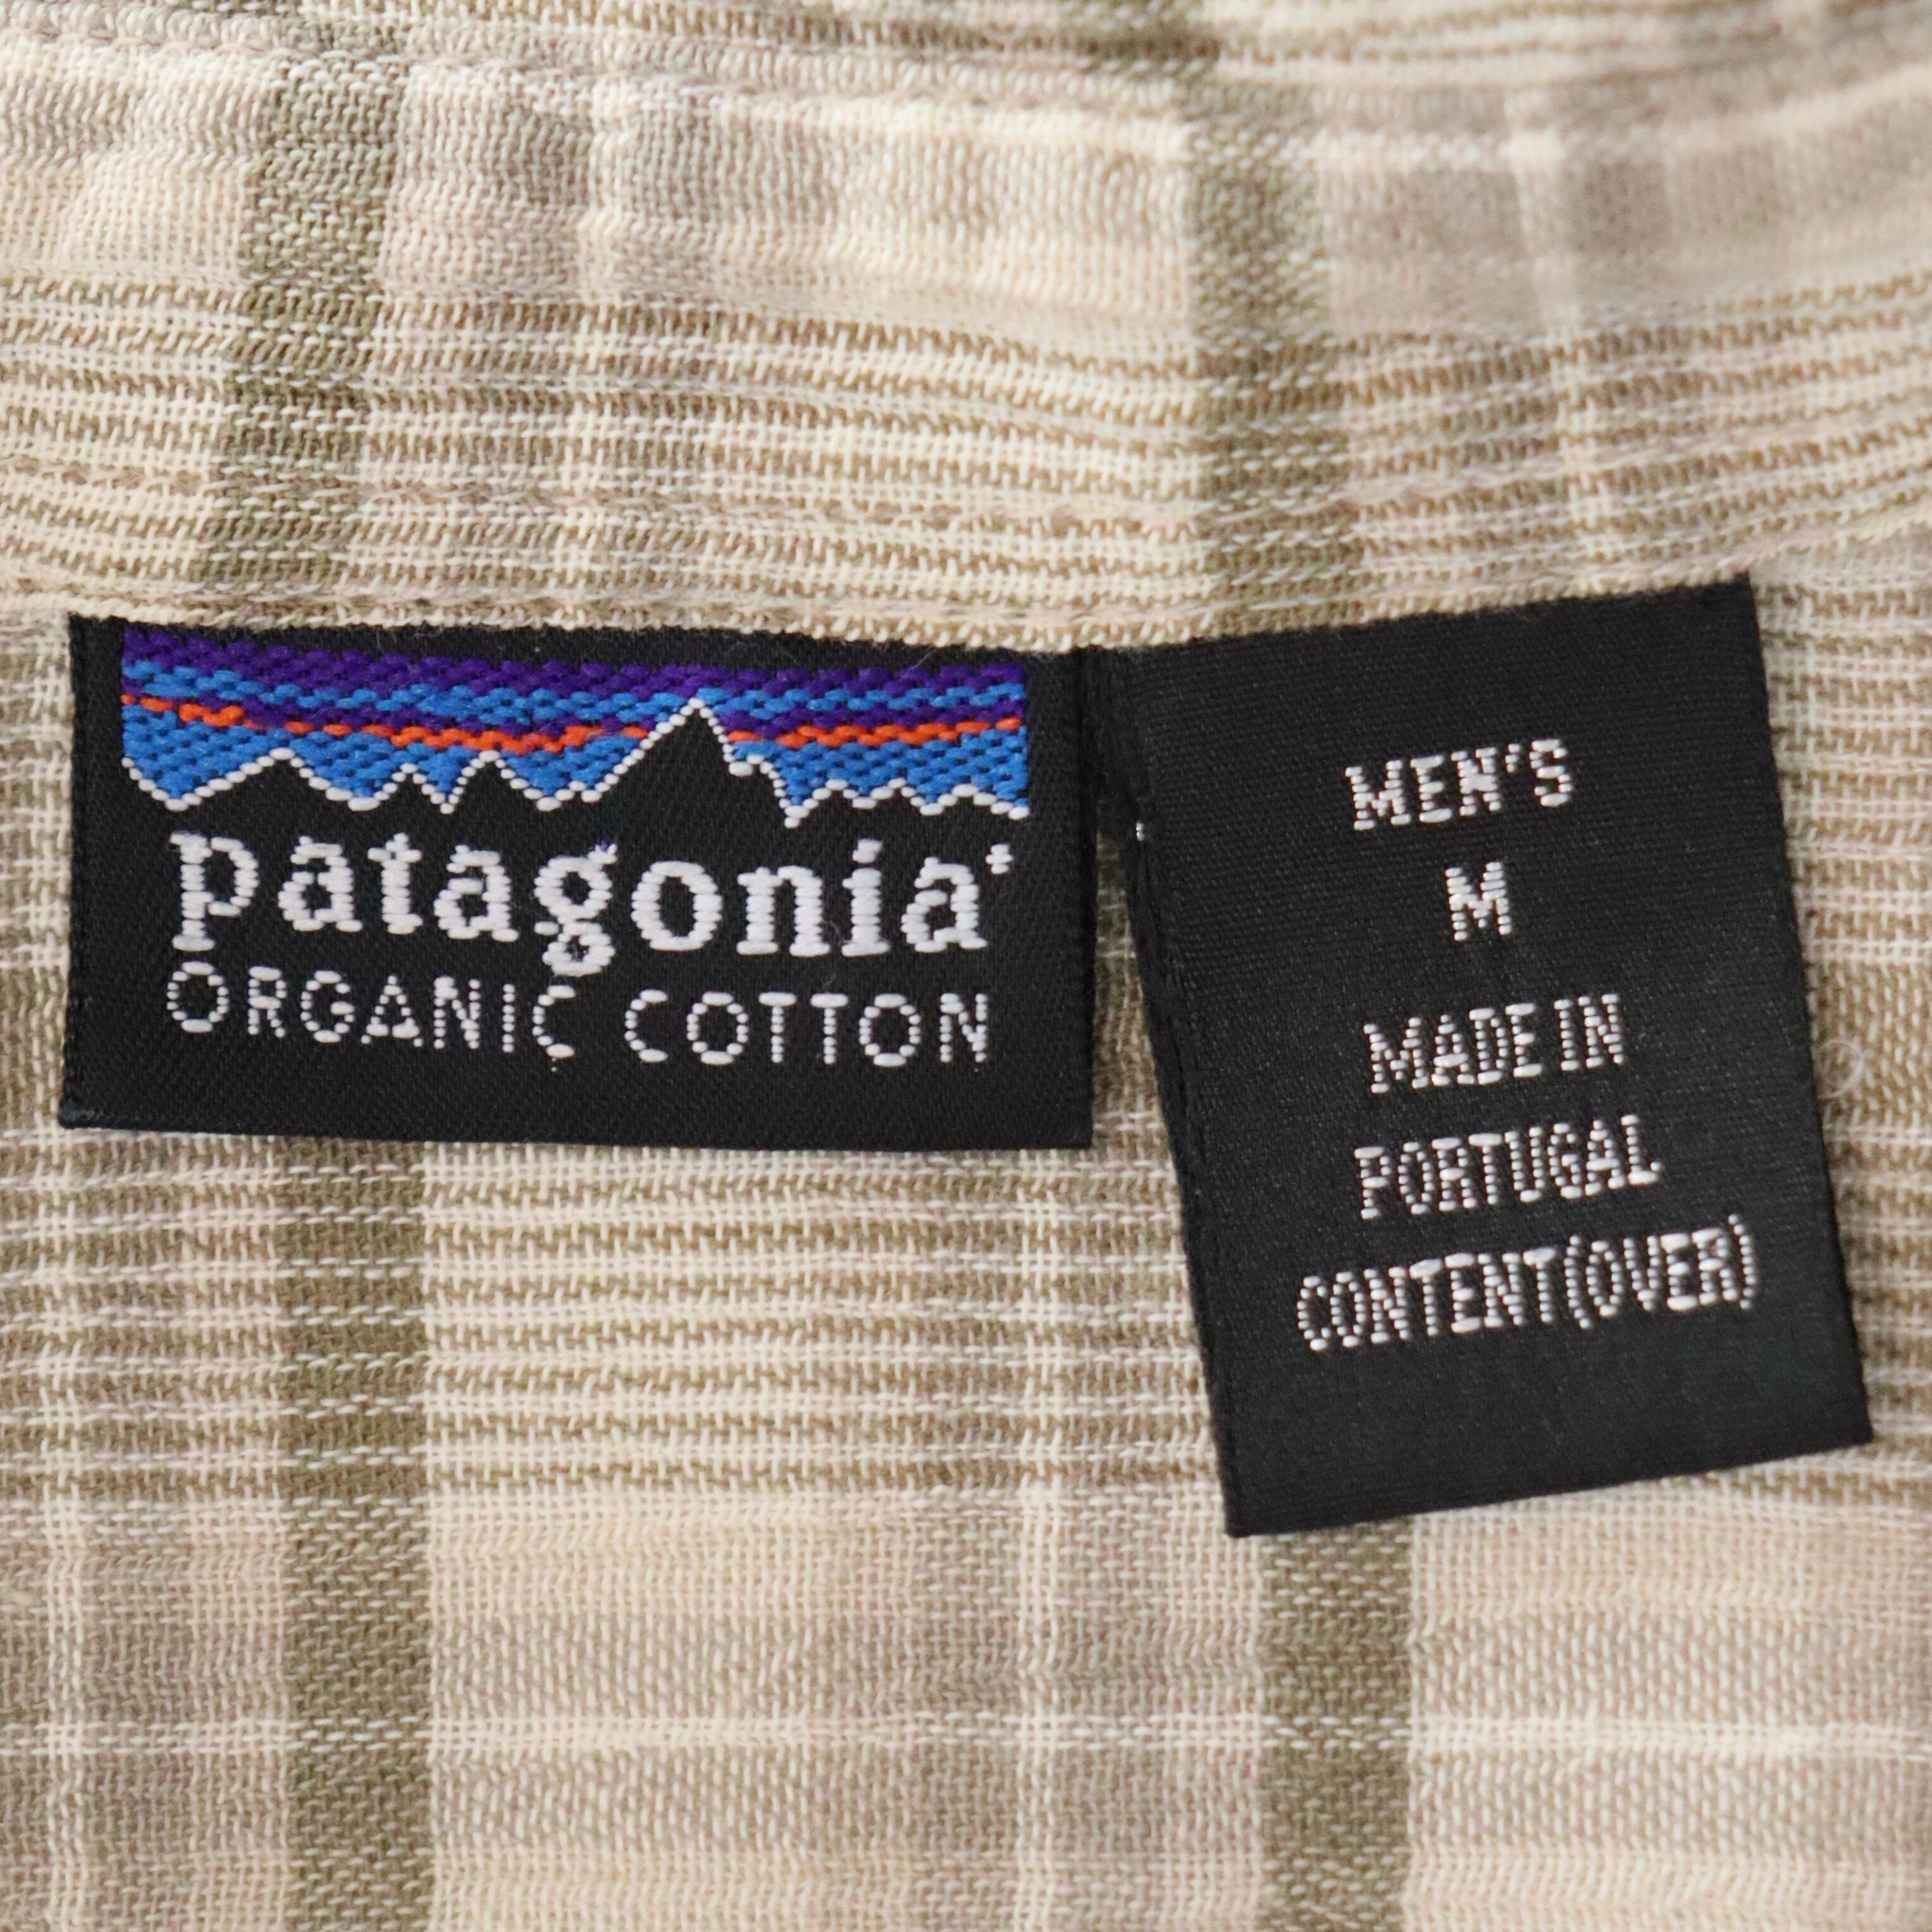 patagonia
ORGANIC COTTON
MEN'S
M
MADE IN
PORTUGAL
CONTENT(OVER)